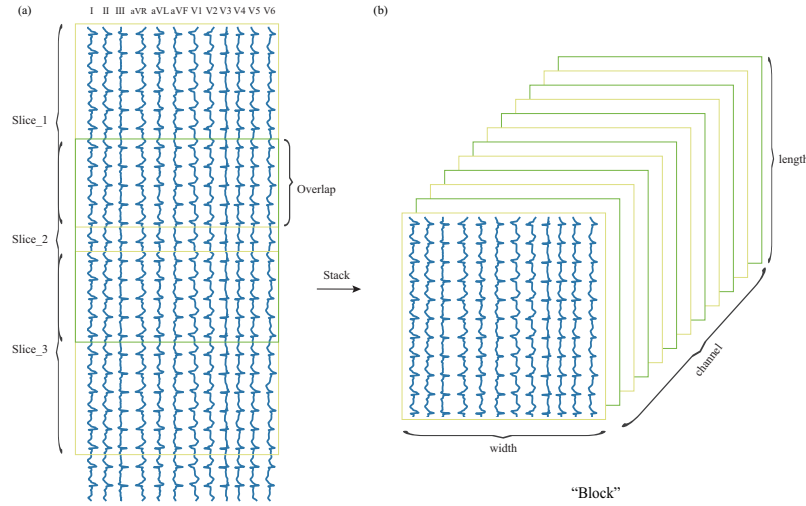 (a)
I II III aVR aVL aVF V1 V2 V3 V4 V5 V6
Slice_1
Overlap
Slice_2
Slice_3
Stack
(b)
length
channel
width
“Block”